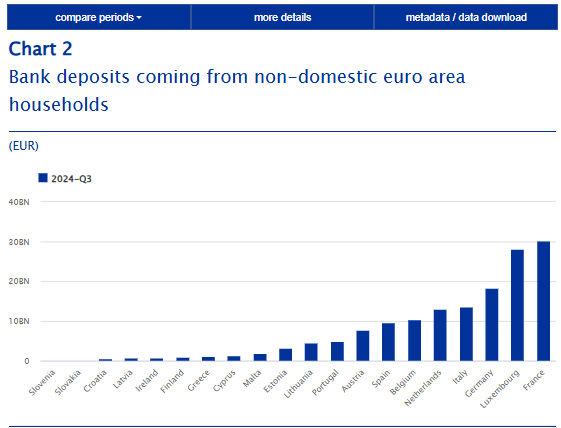 compare periods
more details
metadata / data download
Chart 2
Bank deposits coming from non-domestic euro area
households
(EUR)
2024-Q3
40BN
30BN
20BN
10BN
0
Slovenia
Slovakia
Croatia
Latvia
Ireland
Finland
Greece
Cyprus
Malta
Estonia
Lithuania
Portugal
Austria
Spain
Belgium
Netherlands
Italy
Germany
Luxembourg
France